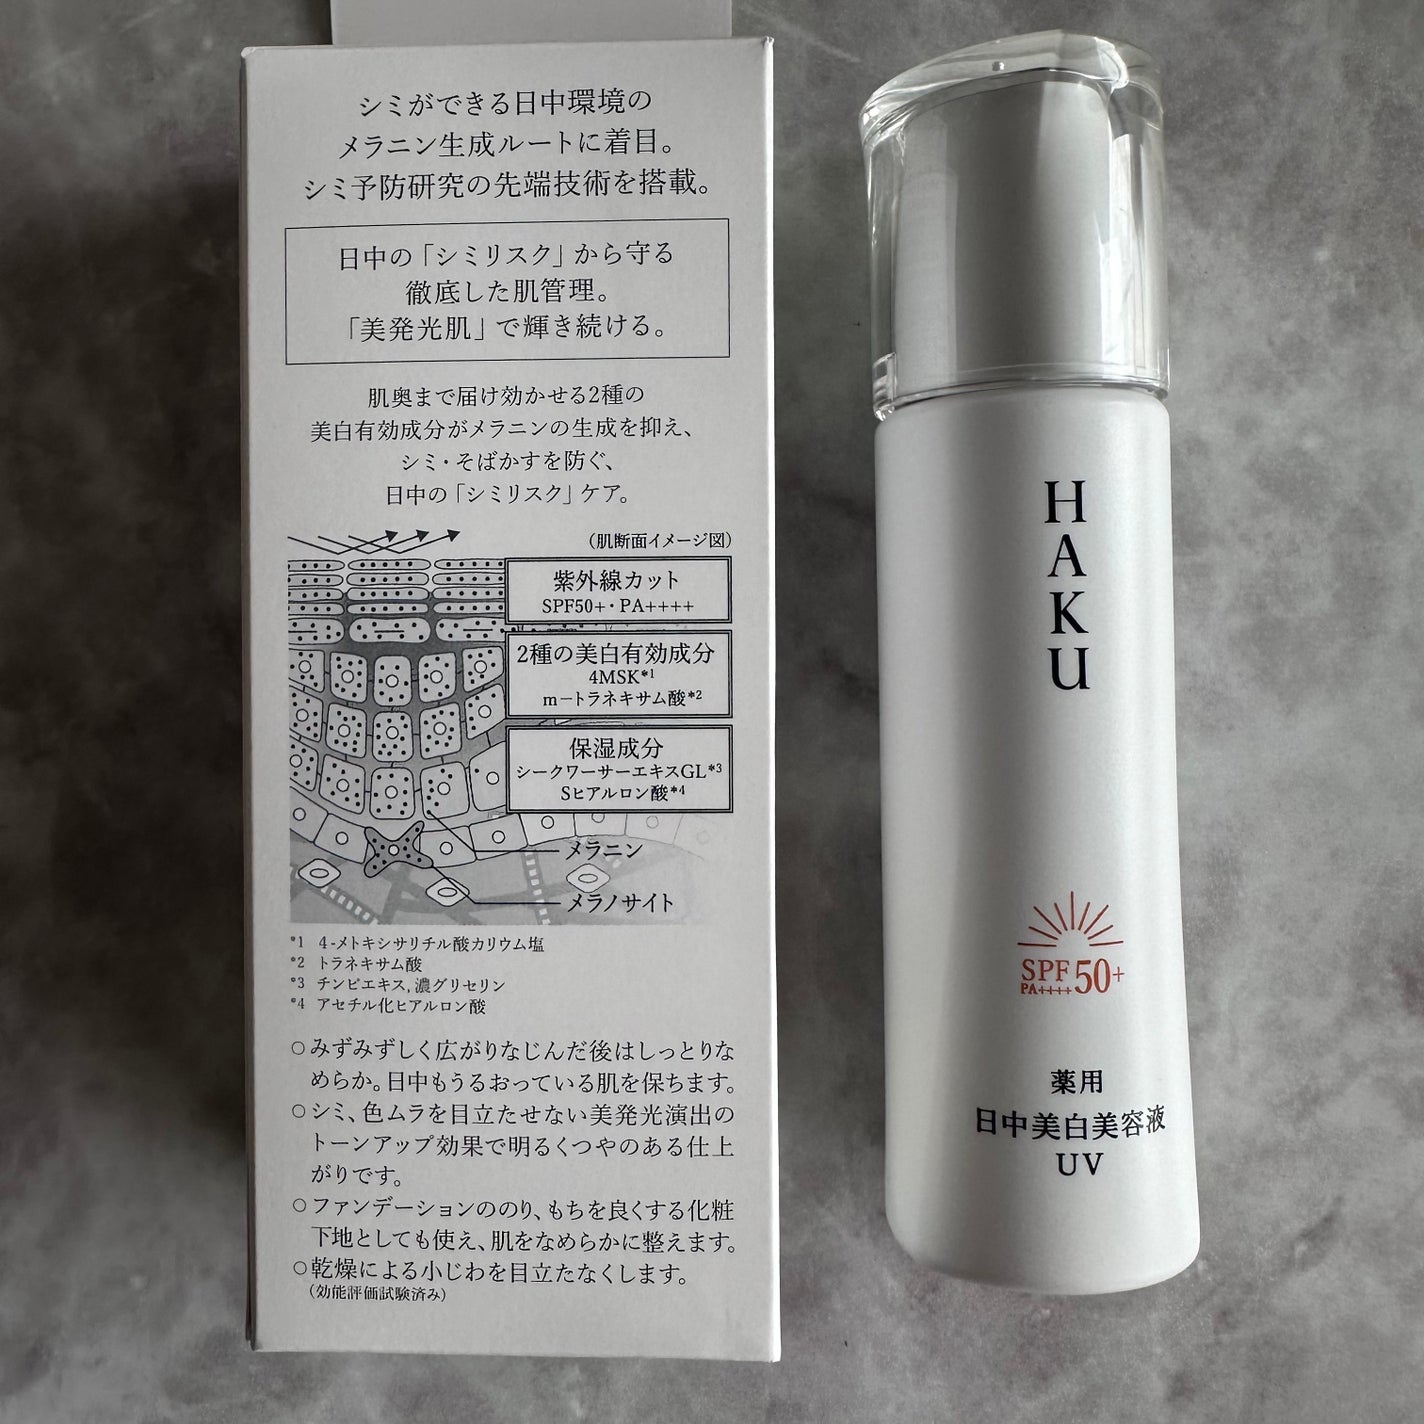 シミができる日中環境の
メラニン生成ルートに着目。
シミ予防研究の先端技術を搭載。
日中の「シミリスク」から守る
徹底した肌管理。
「美発光肌」で輝き続ける。
肌奥まで届け効かせる2種の
美白有効成分がメラニンの生成を抑え、
シミ・そばかすを防ぐ、
日中の「シミリスク」ケア。
(肌断面イメージ図)
紫外線カット
SPF50+・PA++++
2種の美白有効成分
4MSK*1
m-トラネキサム酸*2
保湿成分
シークワーサーエキスGL*3
Sヒアルロン酸*4
メラニン
メラノサイト
*1 4-メトキシサリチル酸カリウム塩
*2 トラネキサム酸
*3 チンピエキス,濃グリセリン
*4 アセチル化ヒアルロン酸
○みずみずしく広がりなじんだ後はしっとりな
めらか。日中もうるおっている肌を保ちます。
○シミ、色ムラを目立たせない美発光演出の
トーンアップ効果で明るくつやのある仕上
がりです。
○ファンデーションののり、もちを良くする化粧
下地としても使え、肌をなめらかに整えます。
○乾燥による小じわを目立たなくします。
(効能評価試験済み)
HAKU
SPF50+
PA++++
薬用
日中美白美容液
UV